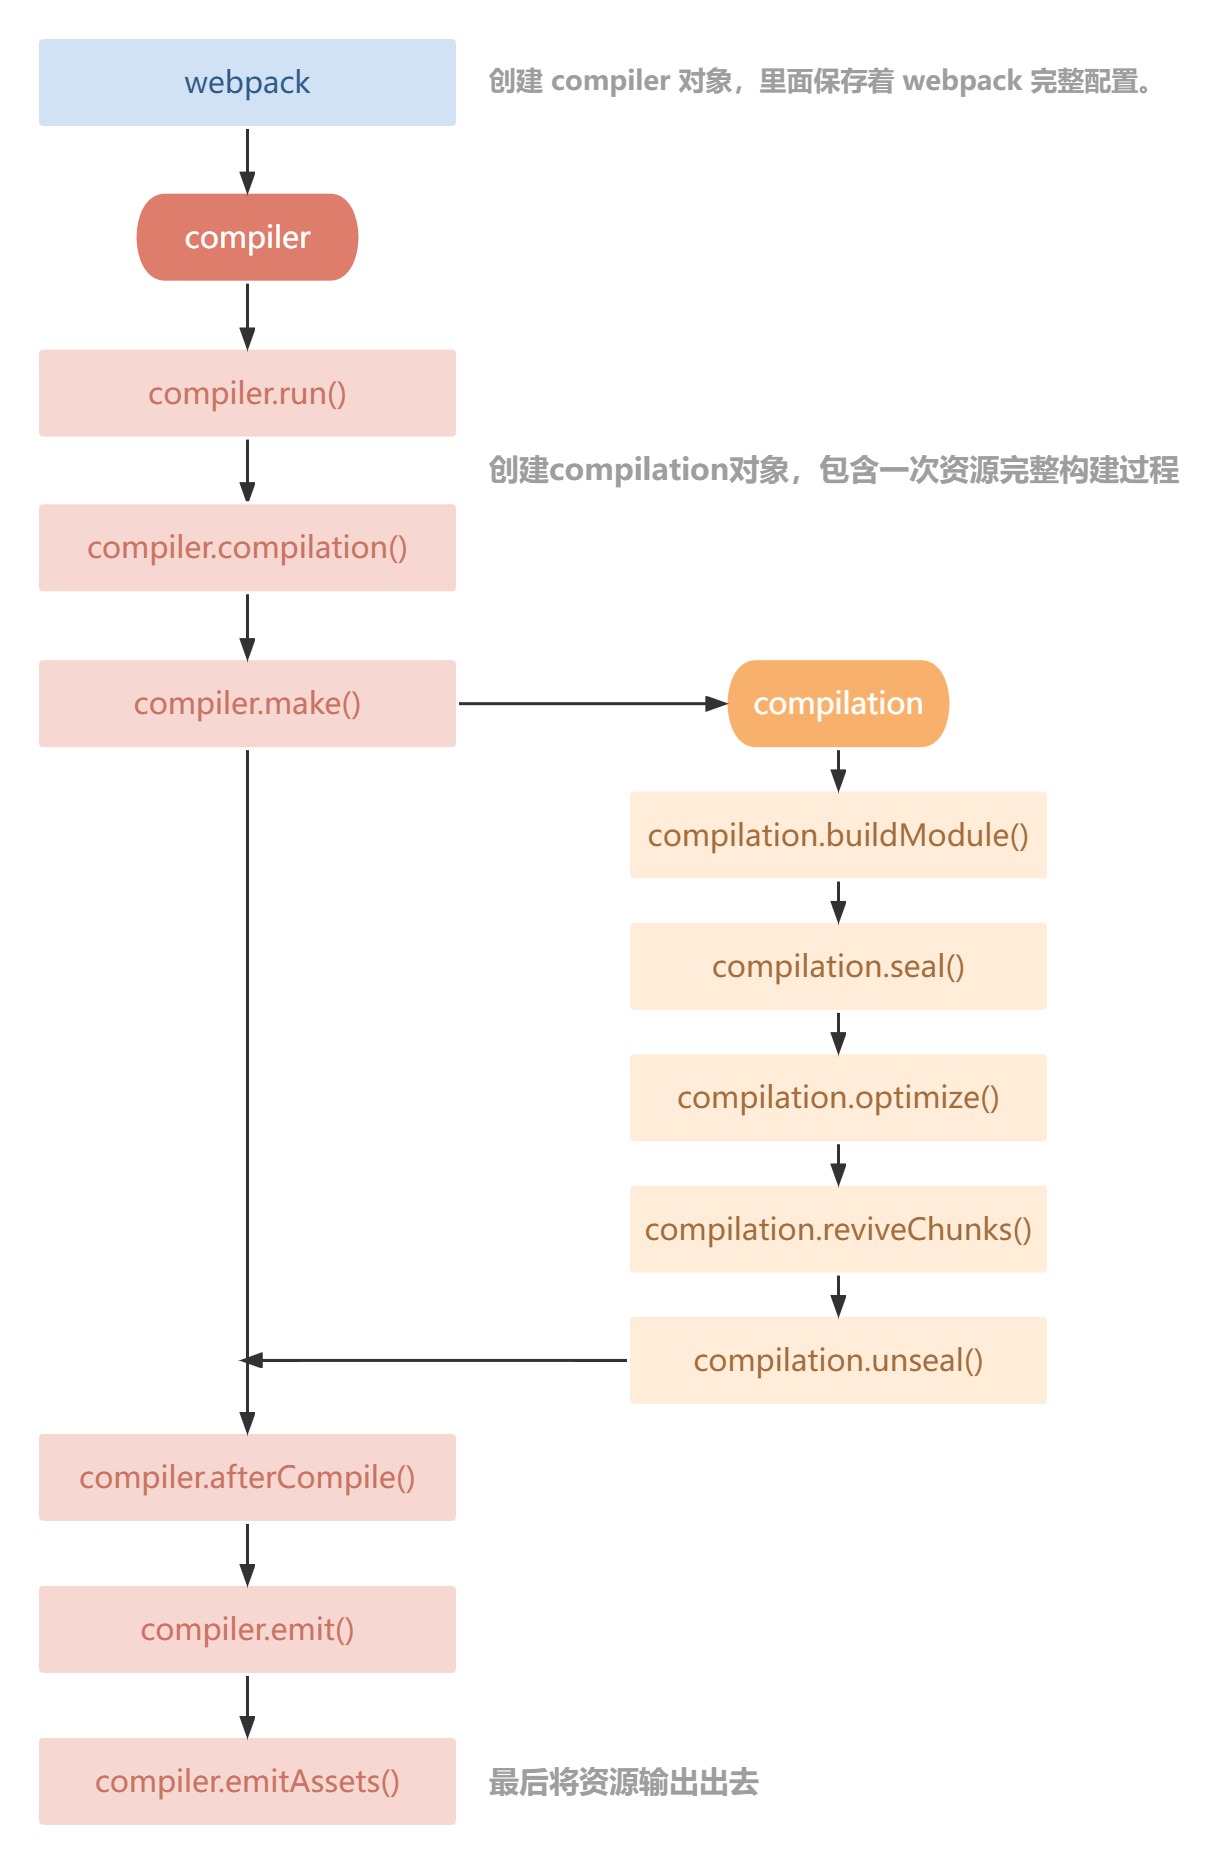 webpack
创建 compiler 对象，里面保存着 webpack 完整配置。
compiler
compiler.run()
创建compilation对象，包含一次资源完整构建过程
compiler.compilation()
compiler.make()
compilation
compilation.buildModule()
compilation.seal()
compilation.optimize()
compilation.reviveChunks()
compilation.unseal()
compiler.afterCompile()
compiler.emit()
compiler.emitAssets()
最后将资源输出出去